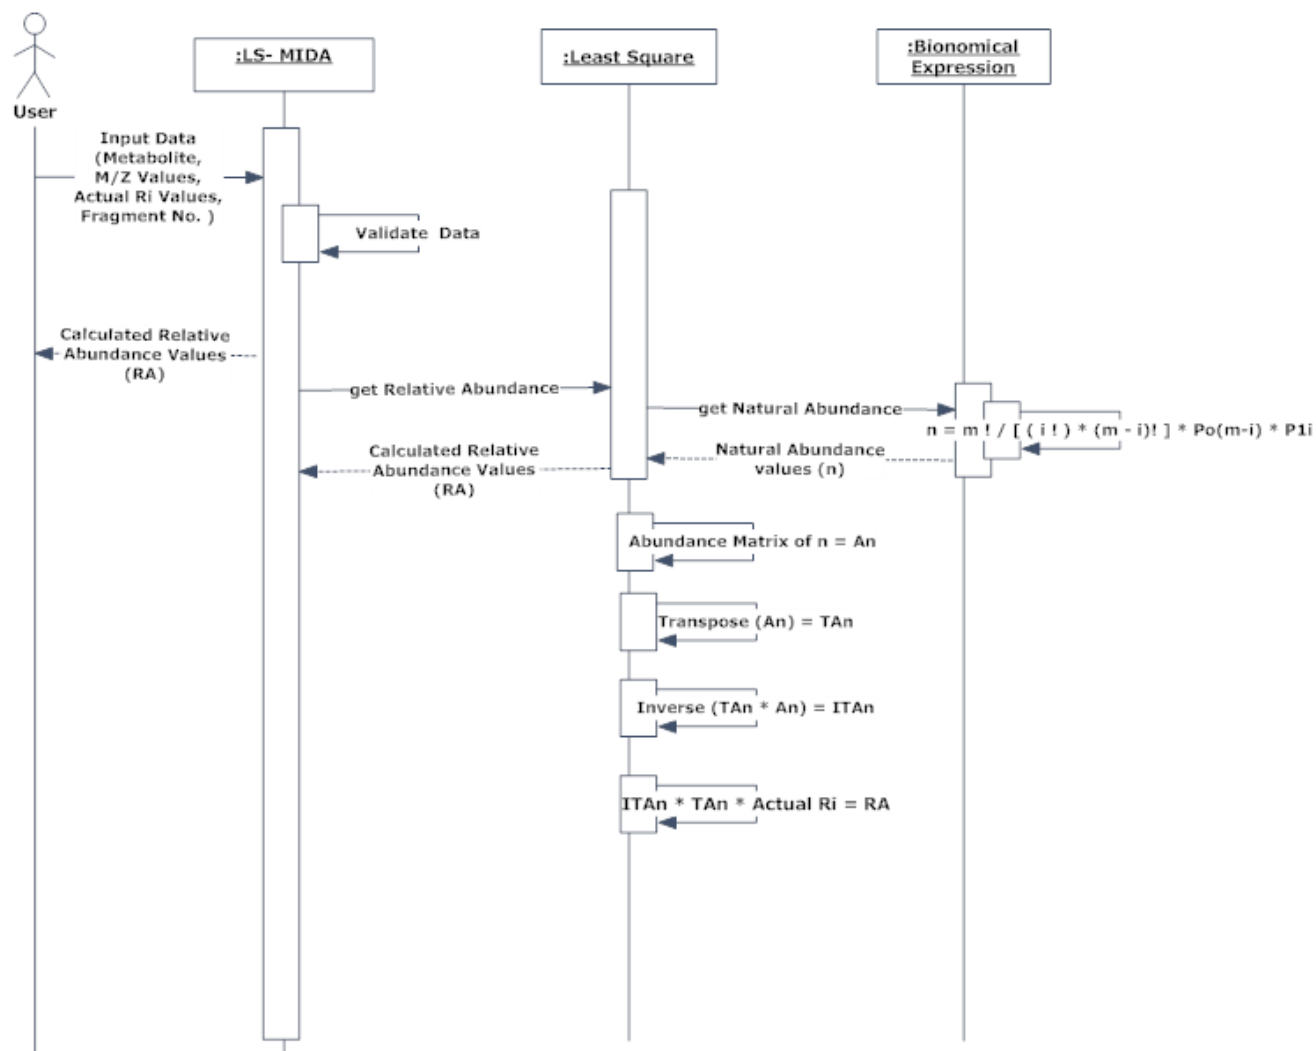 :LS- MIDA
:Least Square
:Bionomical
Expression
User
Input Data
(Metabolite,
M/Z Values,
Actual Ri Values,
Fragment No. )
Validate  Data
Calculated Relative
Abundance Values
(RA)
get Relative Abundance
get Natural Abundance
n = m ! / [ ( i ! ) * (m - i)! ] * Po(m-i) * P1i
Natural Abundance
values (n)
Calculated Relative
Abundance Values
(RA)
Abundance Matrix of n = An
Transpose (An) = TAn
Inverse (TAn * An) = ITAn
ITAn * TAn * Actual Ri = RA